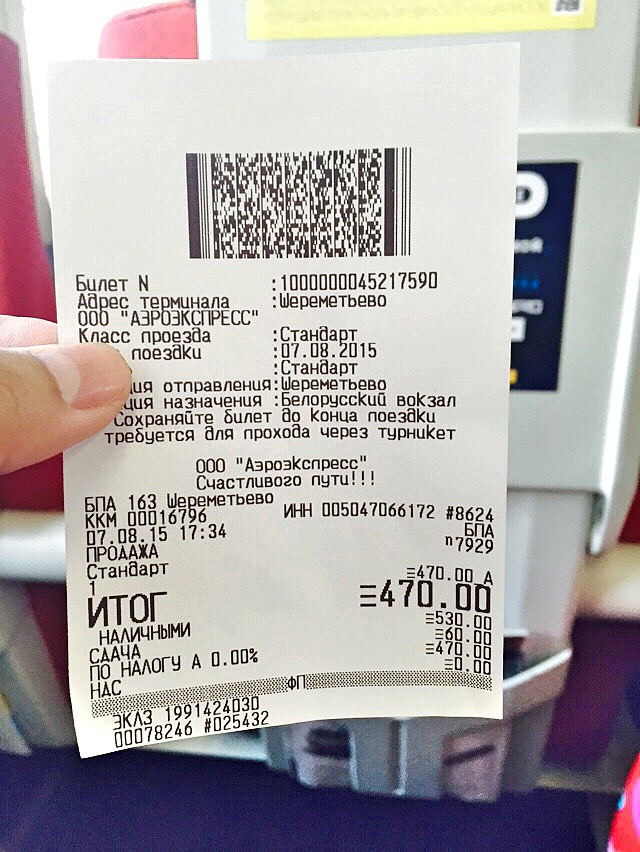 Билет N :1000000045217590
Адрес терминала :Шереметьево
ООО "АЭРОЭКСПРЕСС"
Класс проезда :Стандарт
поездки :07.08.2015
:Стандарт
отправления:Шереметьево
назначения :Белорусский вокзал
Сохраняйте билет до конца поездки
требуется для прохода через турникет
ООО "Аэроэкспресс"
Счастливого пути!!!
БПА 163 Шереметьево
ККМ 00016796 ИНН 005047066172 #8624
07.08.15 17:34 БПА
ПРОДАЖА п7929
Стандарт
1 ≡470.00 А
ИТОГ ≡470.00
НАЛИЧНЫМИ ≡530.00
СДАЧА ≡60.00
ПО НАЛОГУ А 0.00% ≡470.00
НДС ≡0.00
ФП
ЭКЛЗ 1991424030
00078246 #025432